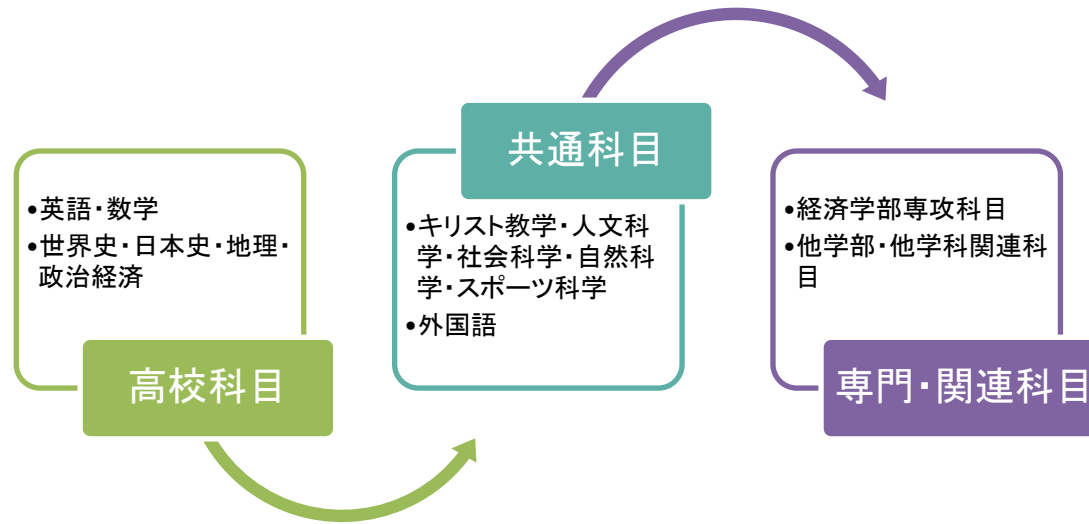 •英語・数学
•世界史・日本史・地理・
政治経済
高校科目
共通科目
•キリスト教学・人文科
学・社会科学・自然科
学・スポーツ科学
•外国語
•経済学部専攻科目
•他学部・他学科関連科
目
専門・関連科目